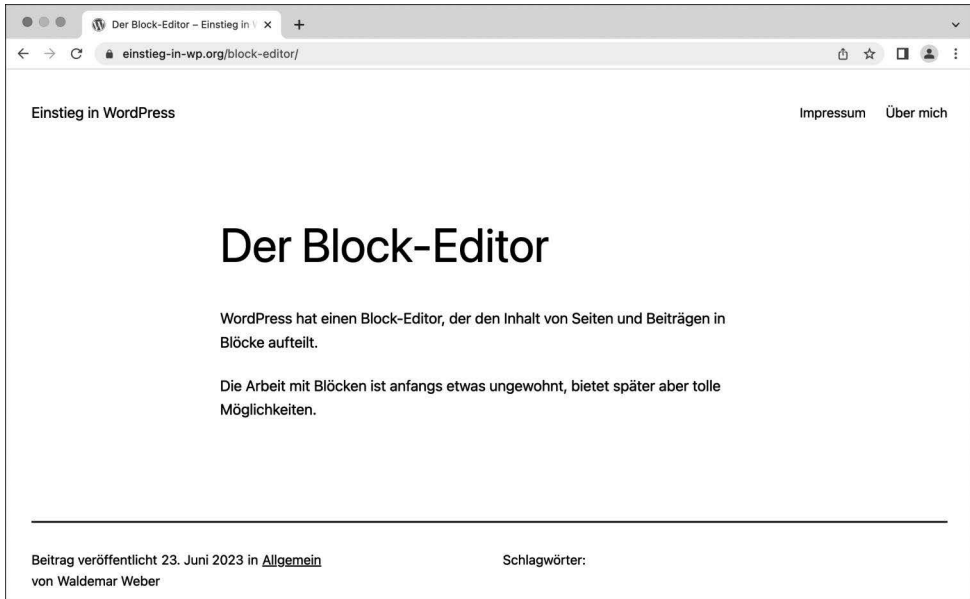 Der Block-Editor – Einstieg in
einstieg-in-wp.org/block-editor/
Einstieg in WordPress
Impressum Über mich
Der Block-Editor
WordPress hat einen Block-Editor, der den Inhalt von Seiten und Beiträgen in
Blöcke aufteilt.
Die Arbeit mit Blöcken ist anfangs etwas ungewohnt, bietet später aber tolle
Möglichkeiten.
Beitrag veröffentlicht 23. Juni 2023 in Allgemein
von Waldemar Weber
Schlagwörter: